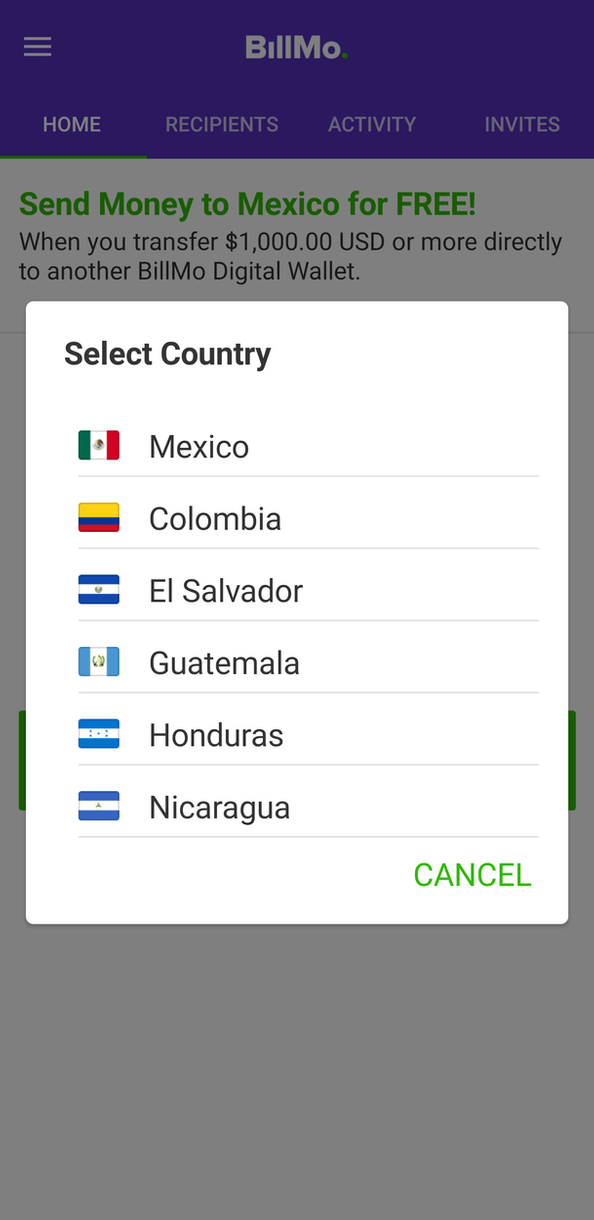 BillMo.
HOME
RECIPIENTS
ACTIVITY
INVITES
Send Money to Mexico for FREE!
When you transfer $1,000.00 USD or more directly
to another BillMo Digital Wallet.
Select Country
Mexico
Colombia
El Salvador
Guatemala
Honduras
Nicaragua
CANCEL